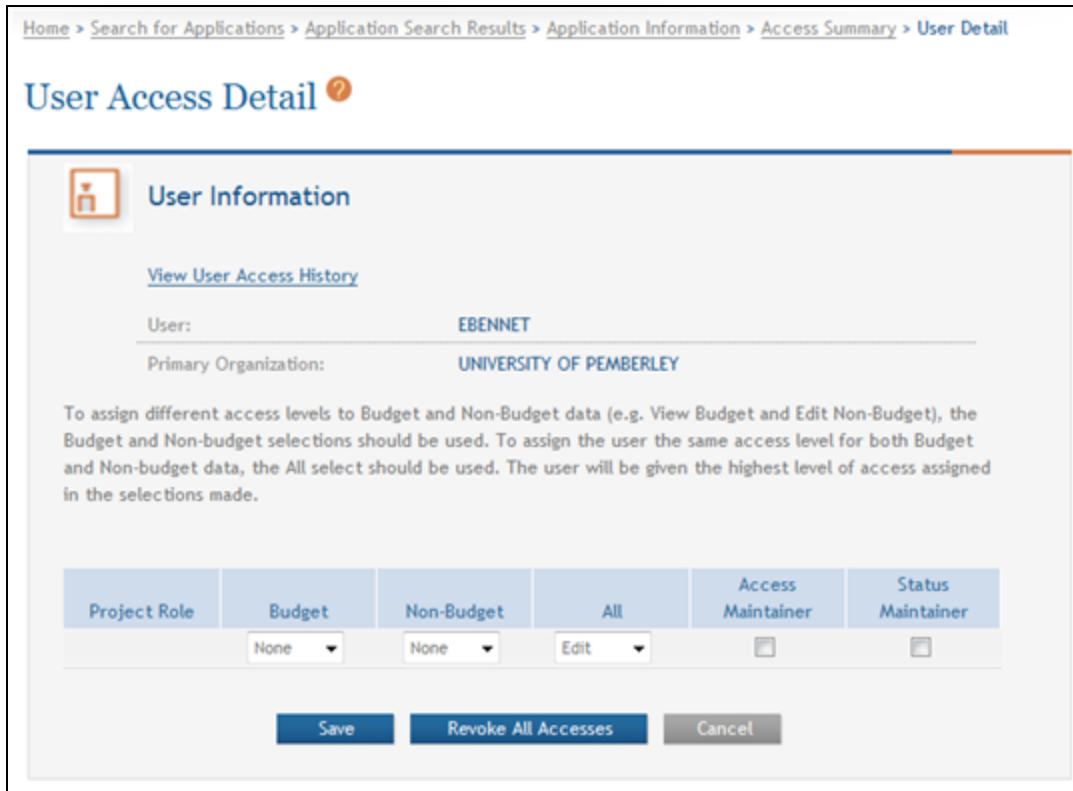 Home > Search for Applications > Application Search Results > Application Information > Access Summary > User Detail
User Access Detail ?
User Information
View User Access History
User: EBENNET
Primary Organization: UNIVERSITY OF PEMBERLEY
To assign different access levels to Budget and Non-Budget data (e.g. View Budget and Edit Non-Budget), the
Budget and Non-budget selections should be used. To assign the user the same access level for both Budget
and Non-budget data, the All select should be used. The user will be given the highest level of access assigned
in the selections made.
Project Role Budget Non-Budget All Access Maintainer Status Maintainer
None None Edit
Save Revoke All Accesses Cancel